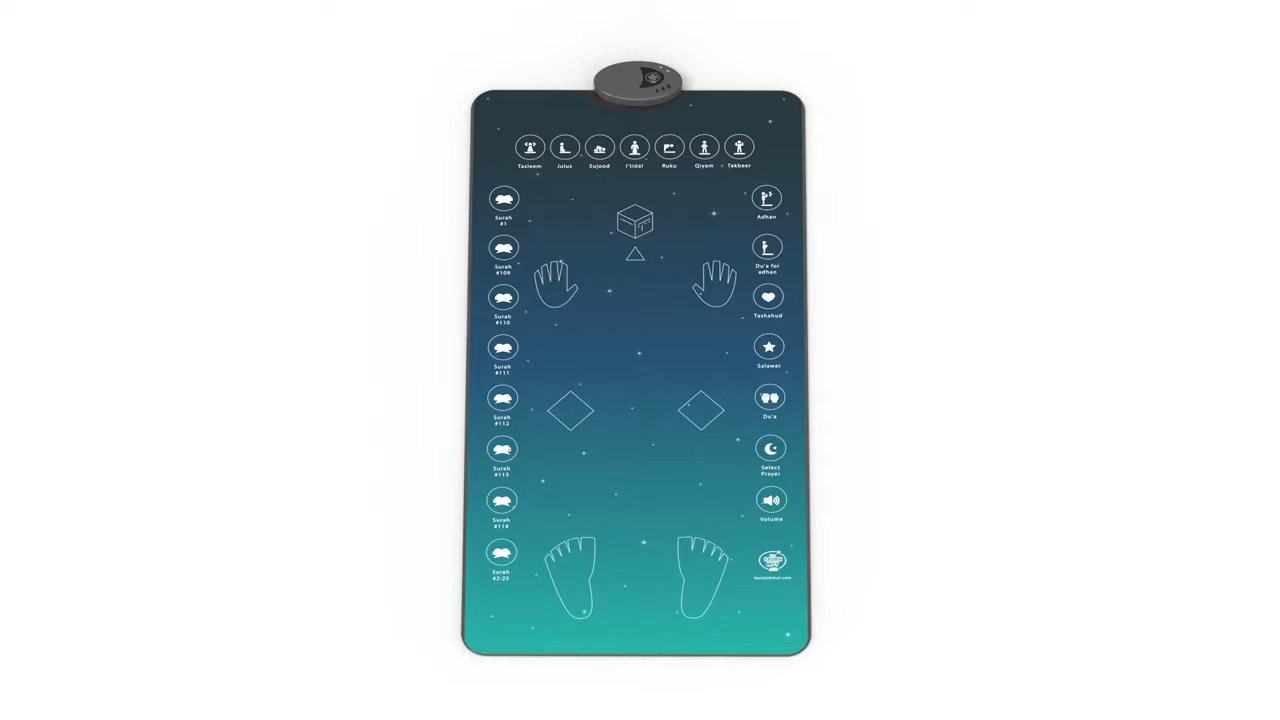 Tasleem Julus Sujood I'tidal Ruku Qiyam Takbeer
Surah
#1
Surah
#109
Surah
#110
Surah
#111
Surah
#112
Surah
#113
Surah
#114
Surah
#2:25
Adhan
Du'a for
adhan
Tashahud
Salawat
Du'a
Select
Prayer
Volume